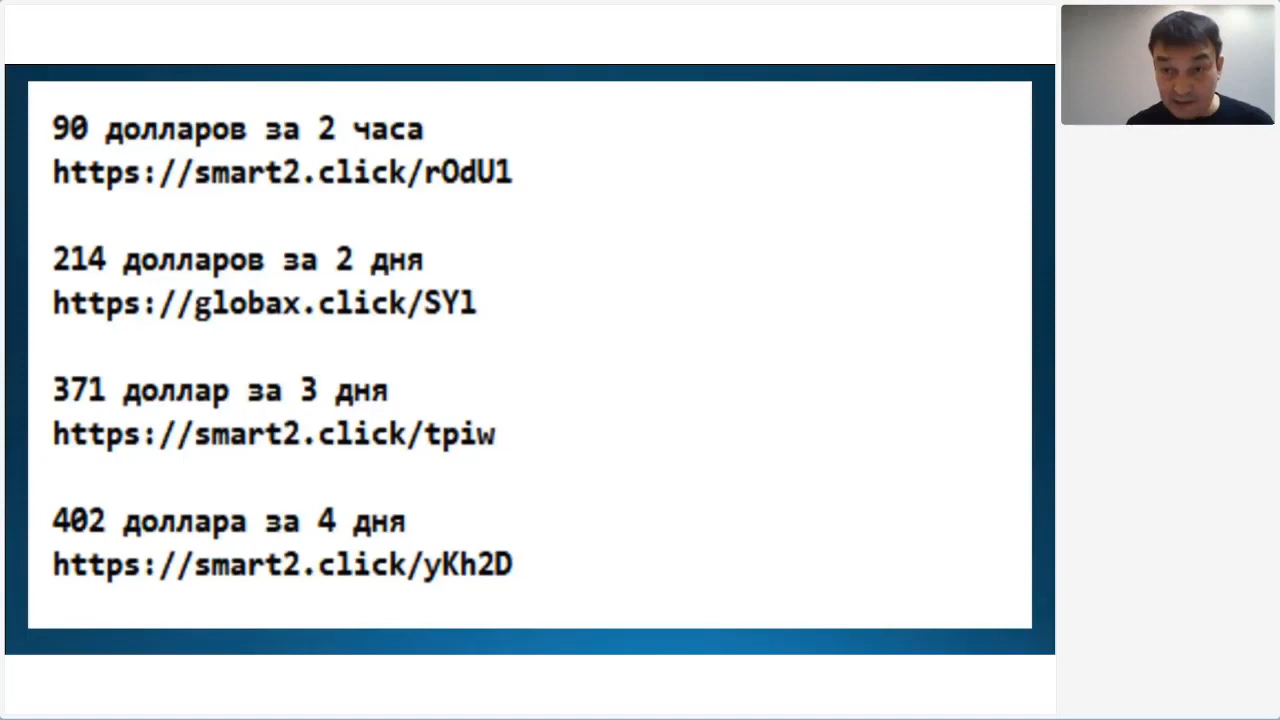 90 долларов за 2 часа
https://smart2.click/rOdU1
214 долларов за 2 дня
https://globax.click/SYl
371 доллар за 3 дня
https://smart2.click/tpiw
402 доллара за 4 дня
https://smart2.click/yKh2D